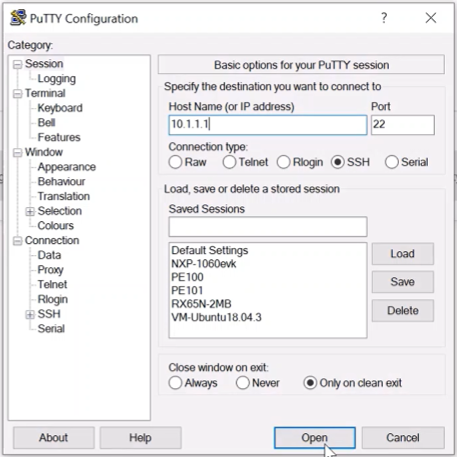 PuTTY Configuration
Category:
Session
Logging
Terminal
Keyboard
Bell
Features
Window
Appearance
Behaviour
Translation
Selection
Colours
Connection
Data
Proxy
Telnet
Rlogin
SSH
Serial
Basic options for your PuTTY session
Specify the destination you want to connect to
Host Name (or IP address) Port
10.1.1.1 22
Connection type:
Raw Telnet Rlogin SSH Serial
Load, save or delete a stored session
Saved Sessions
Default Settings
NXP-1060evk
PE100
PE101
RX65N-2MB
VM-Ubuntu18.04.3
Load
Save
Delete
Close window on exit:
Always Never Only on clean exit
About Help Open Cancel